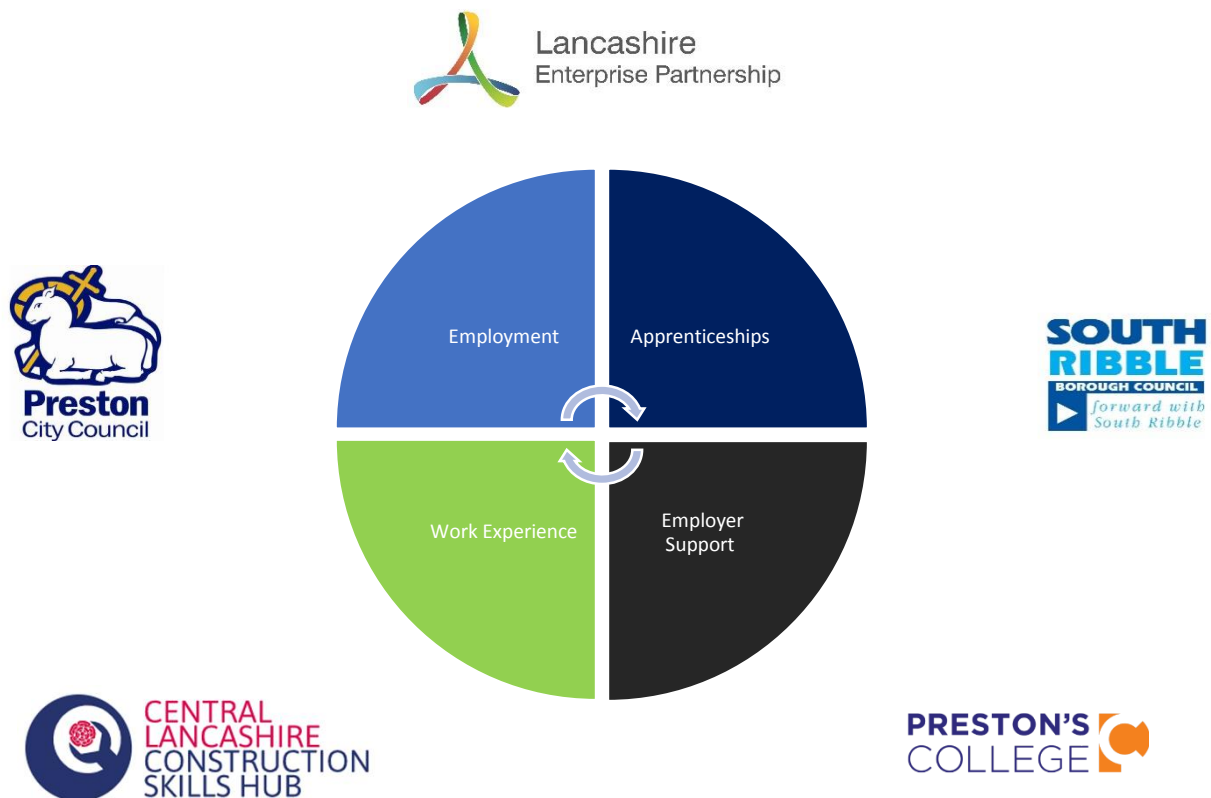 Lancashire
Enterprise Partnership
Employment
Apprenticeships
Preston
City Council
SOUTH
RIBBLE
BOROUGH COUNCIL
forward with
South Ribble
Work Experience
Employer
Support
CENTRAL
LANCASHIRE
CONSTRUCTION
SKILLS HUB
PRESTON'S
COLLEGE